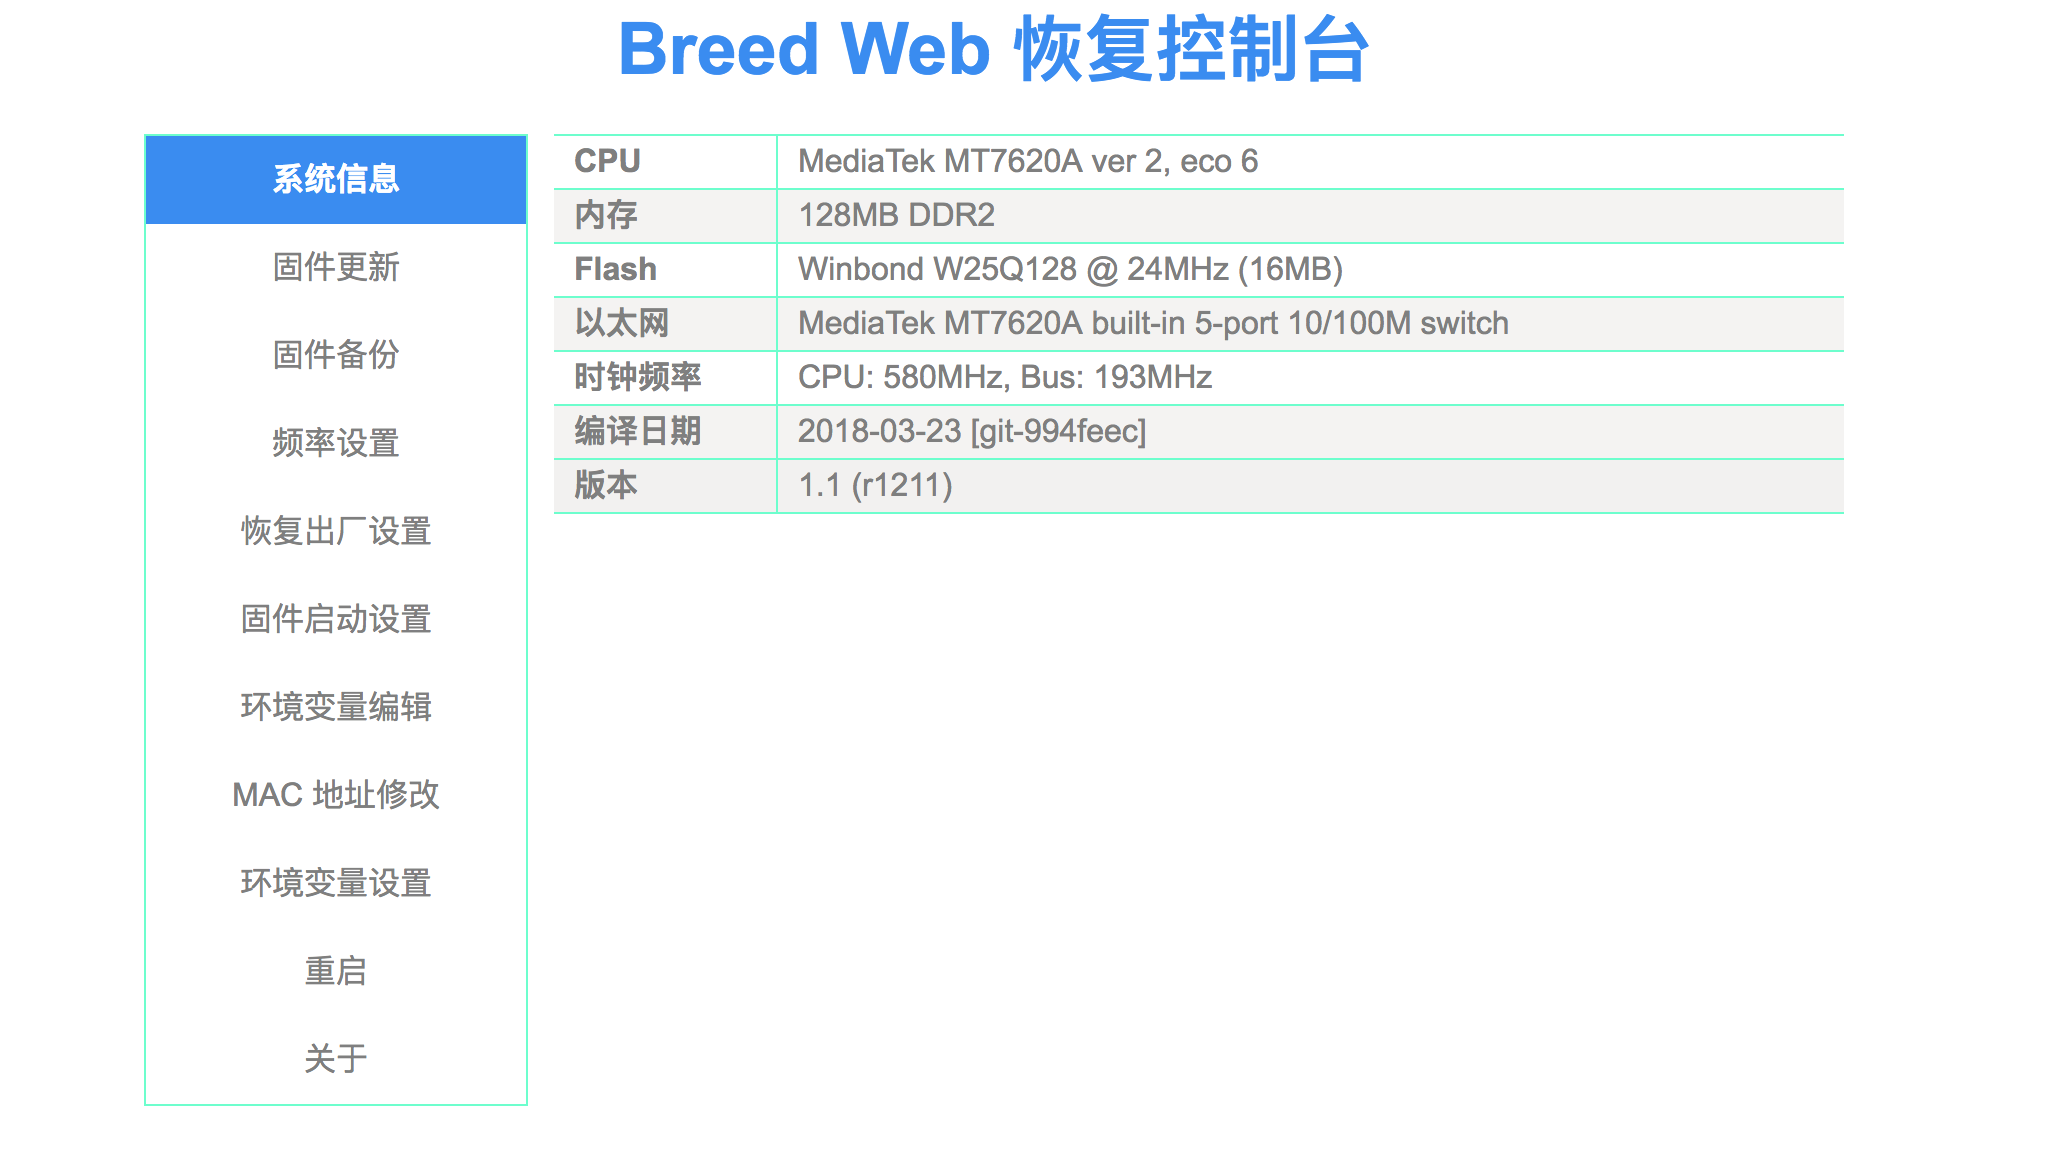 Breed Web 恢复控制台
系统信息
固件更新
固件备份
频率设置
恢复出厂设置
固件启动设置
环境变量编辑
MAC 地址修改
环境变量设置
重启
关于
CPU MediaTek MT7620A ver 2, eco 6
内存 128MB DDR2
Flash Winbond W25Q128 @ 24MHz (16MB)
以太网 MediaTek MT7620A built-in 5-port 10/100M switch
时钟频率 CPU: 580MHz, Bus: 193MHz
编译日期 2018-03-23 [git-994feec]
版本 1.1 (r1211)